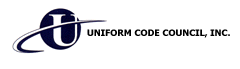 U
UNIFORM CODE COUNCIL, INC.